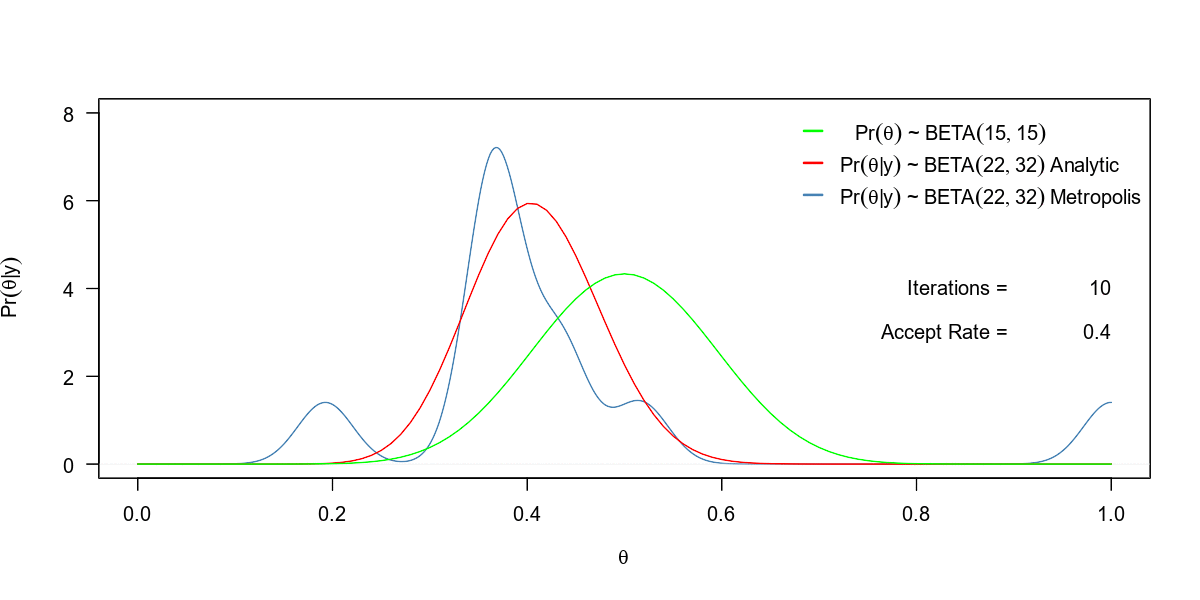 Pr(θ) ~ BETA(15, 15)
Pr(θ|y) ~ BETA(22, 32) Analytic
Pr(θ|y) ~ BETA(22, 32) Metropolis
Iterations = 10
Accept Rate = 0.4
Pr(θ|y)
8
6
4
2
0
0.0 0.2 0.4 0.6 0.8 1.0
θ